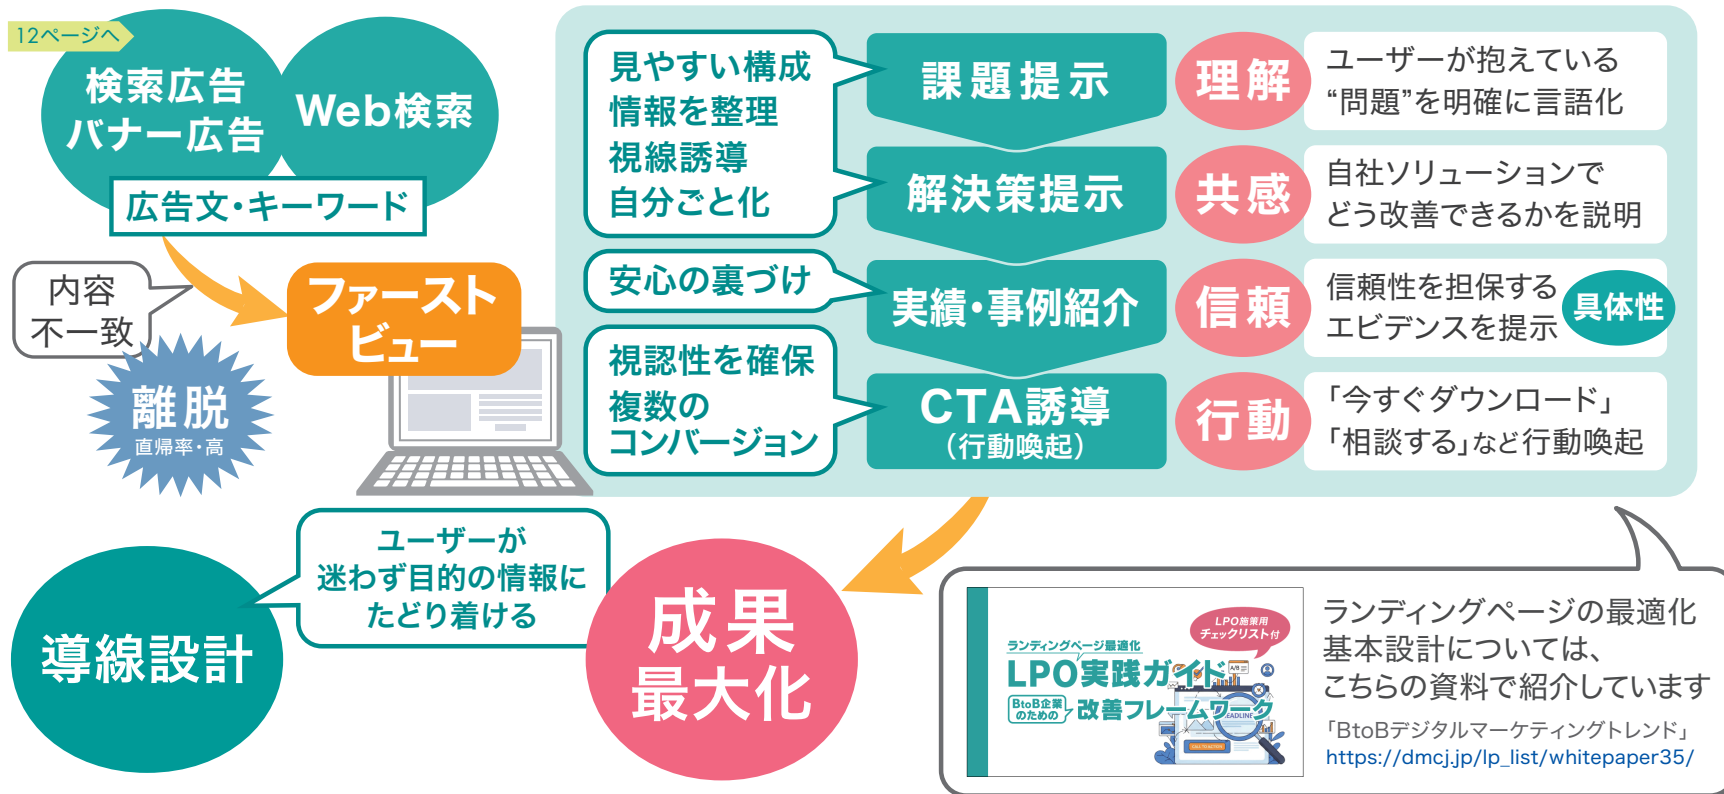 12ページへ
検索広告
バナー広告
Web検索
広告文・キーワード
内容
不一致
離脱
直帰率・高
ファースト
ビュー
見やすい構成
情報を整理
視線誘導
自分ごと化
安心の裏づけ
視認性を確保
複数の
コンバージョン
課題提示
理解
ユーザーが抱えている
“問題”を明確に言語化
解決策提示
共感
自社ソリューションで
どう改善できるかを説明
実績・事例紹介
信頼
信頼性を担保する
エビデンスを提示
具体性
CTA誘導
（行動喚起）
行動
「今すぐダウンロード」
「相談する」など行動喚起
導線設計
ユーザーが
迷わず目的の情報に
たどり着ける
成果
最大化
LPO施策用
チェックリスト付
ランディングページ最適化
LPO実践ガイド
BtoB企業
のための
改善フレームワーク
A/B
EADLINE
ランディングページの最適化
基本設計については、
こちらの資料で紹介しています
「BtoBデジタルマーケティングトレンド」
https://dmcj.jp/lp_list/whitepaper35/